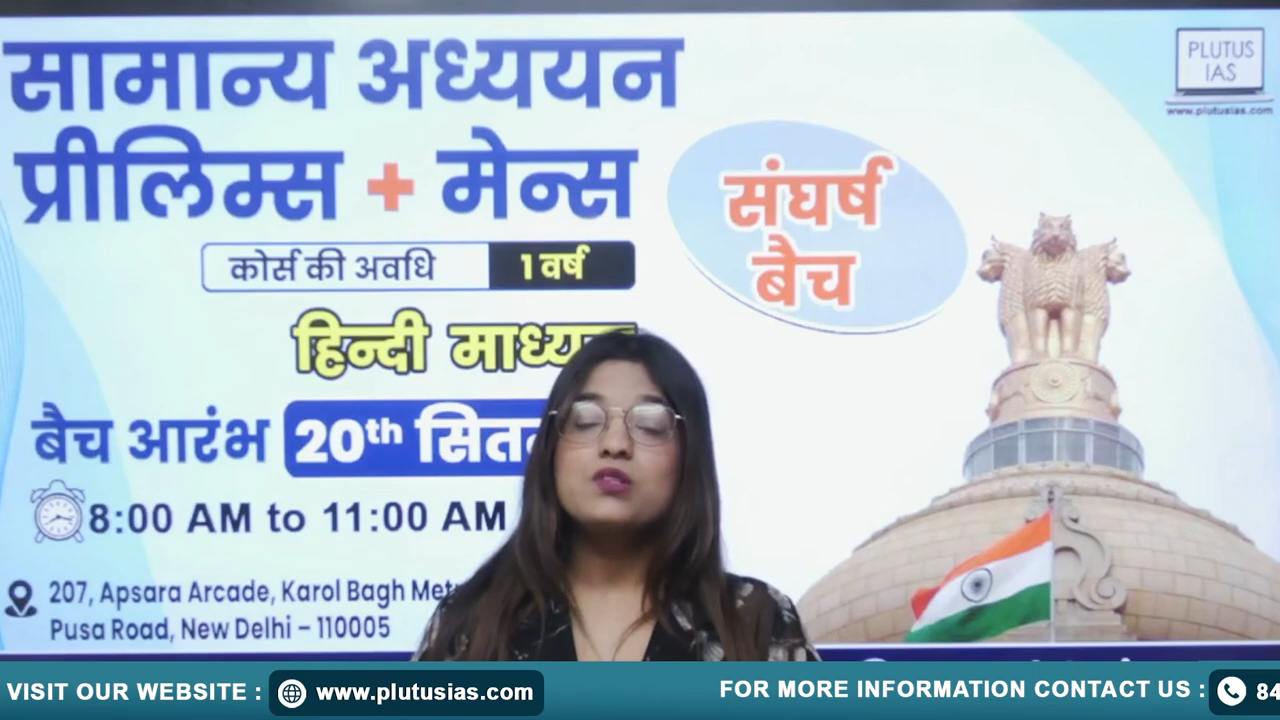 सामान्य अध्ययन
प्रीलिम्स + मेन्स
संघर्ष
बैच
PLUTUS
IAS
www.plutusias.com
कोर्स की अवधि 1 वर्ष
हिन्दी
बैच आरंभ 20th
8:00 AM to 11:00 AM
207, Apsara Arcade, Karol Bagh
Pusa Road, New Delhi – 110005
VISIT OUR WEBSITE : www.plutusias.com
FOR MORE INFORMATION CONTACT US : 84